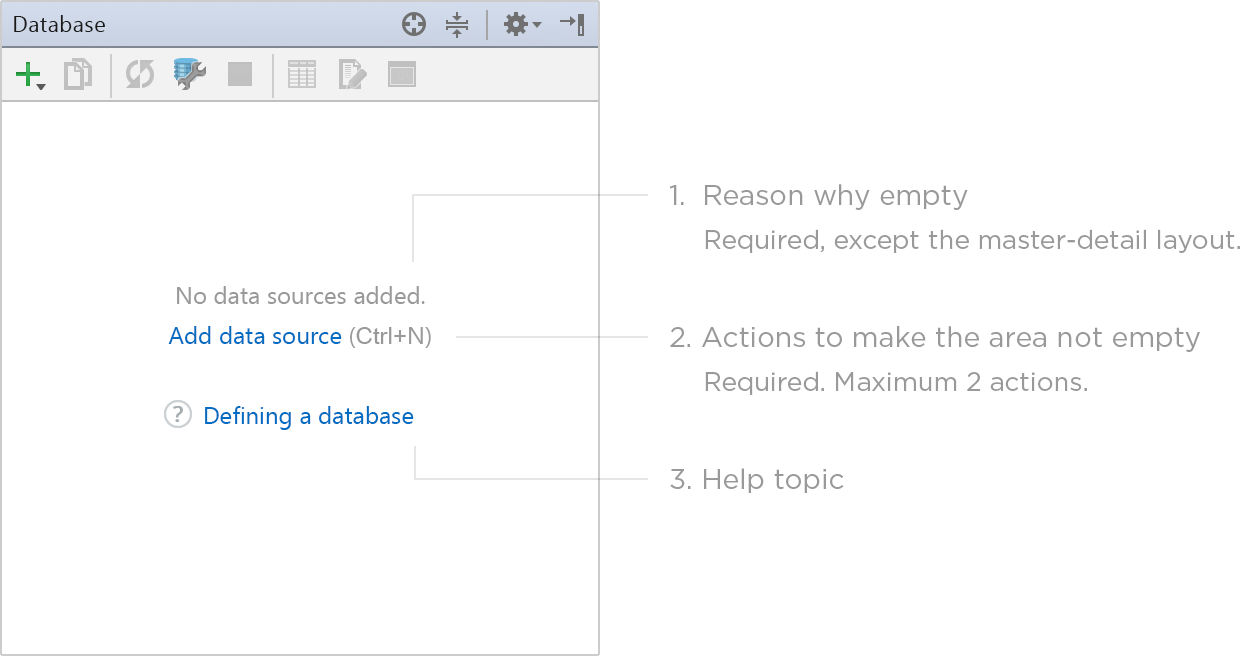 Database
1. Reason why empty
Required, except the master-detail layout.
No data sources added.
Add data source (Ctrl+N)
2. Actions to make the area not empty
Required. Maximum 2 actions.
? Defining a database
3. Help topic